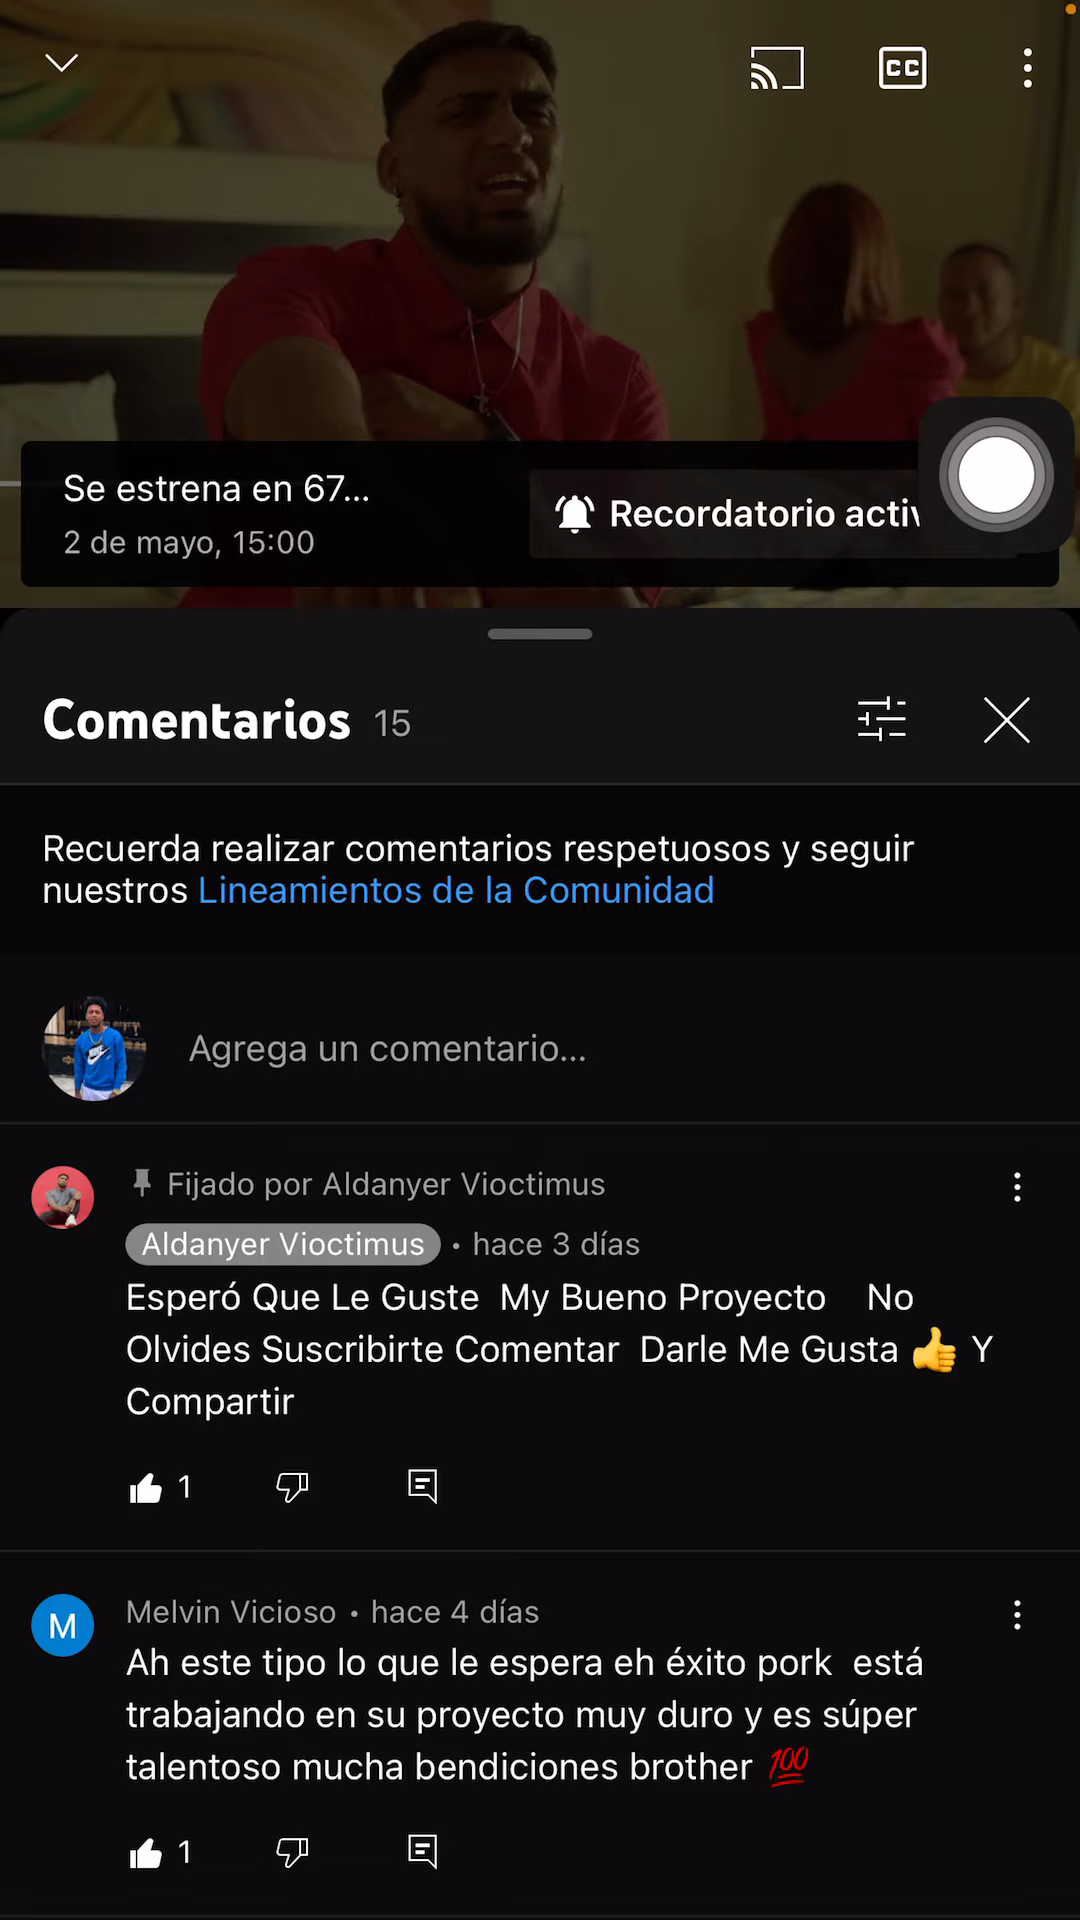 CC
Se estrena en 67...
2 de mayo, 15:00
Recordatorio activ
Comentarios 15
Recuerda realizar comentarios respetuosos y seguir
nuestros Lineamientos de la Comunidad
Agrega un comentario...
Fijado por Aldanyer Vioctimus
Aldanyer Vioctimus • hace 3 días
Esperó Que Le Guste My Bueno Proyecto No
Olvides Suscribirte Comentar Darle Me Gusta 👍 Y
Compartir
1
M
Melvin Vicioso • hace 4 días
Ah este tipo lo que le espera eh éxito pork está
trabajando en su proyecto muy duro y es súper
talentoso mucha bendiciones brother 💯
1